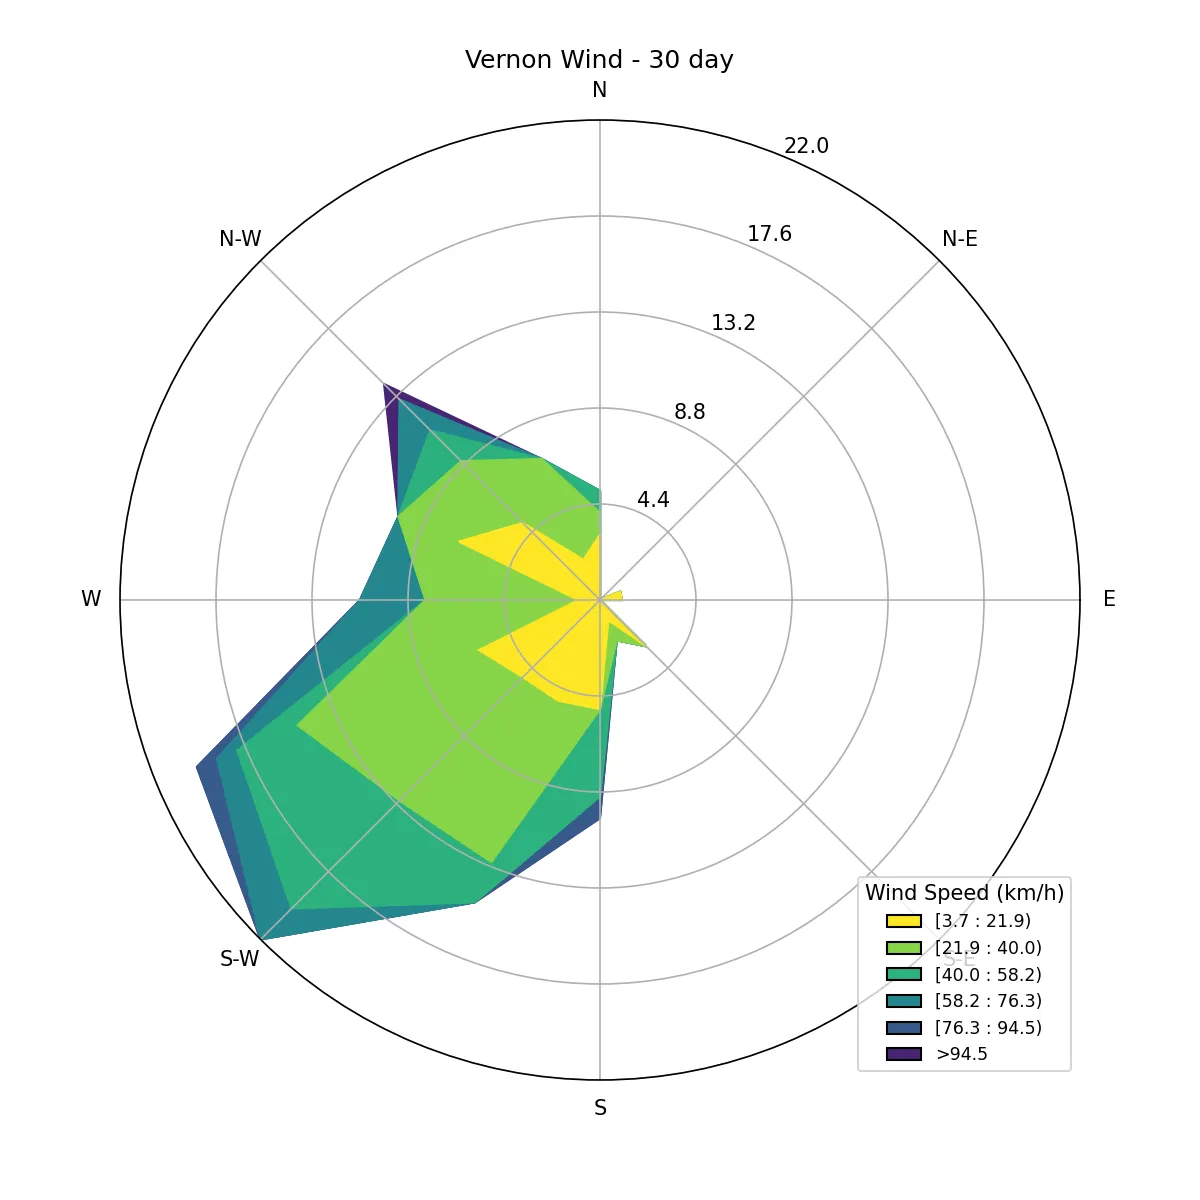 Vernon Wind - 30 day
N
22.0
N-W
N-E
17.6
13.2
8.8
4.4
W
E
S-W
S-E
S
Wind Speed (km/h)
[3.7 : 21.9)
[21.9 : 40.0)
[40.0 : 58.2)
[58.2 : 76.3)
[76.3 : 94.5)
>94.5